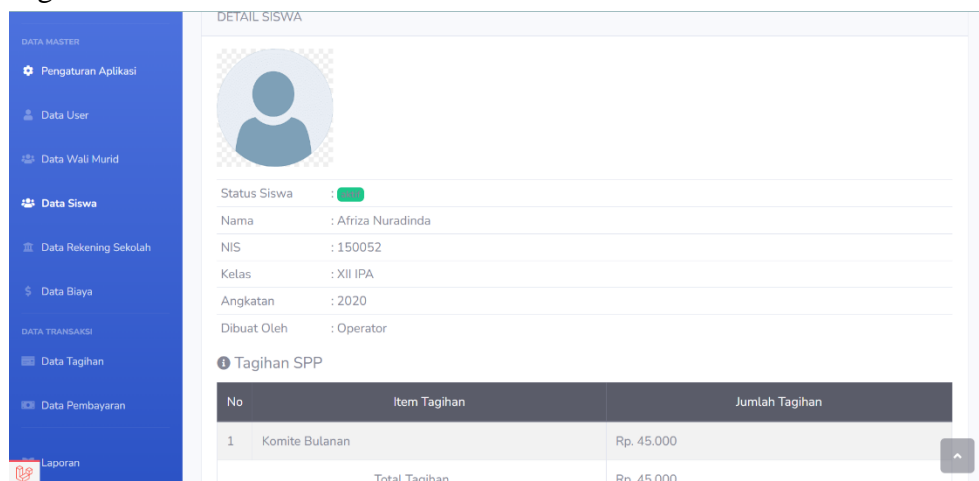 DETAIL SISWA
DATA MASTER
Pengaturan Aplikasi
Data User
Data Wali Murid
Data Siswa
Data Rekening Sekolah
Data Biaya
DATA TRANSAKSI
Data Tagihan
Data Pembayaran
Laporan
Status Siswa :
Nama : Afriza Nuradinda
NIS : 150052
Kelas : XII IPA
Angkatan : 2020
Dibuat Oleh : Operator
Tagihan SPP
No Item Tagihan Jumlah Tagihan
1 Komite Bulanan Rp. 45.000
Total Tagihan Rp. 45.000